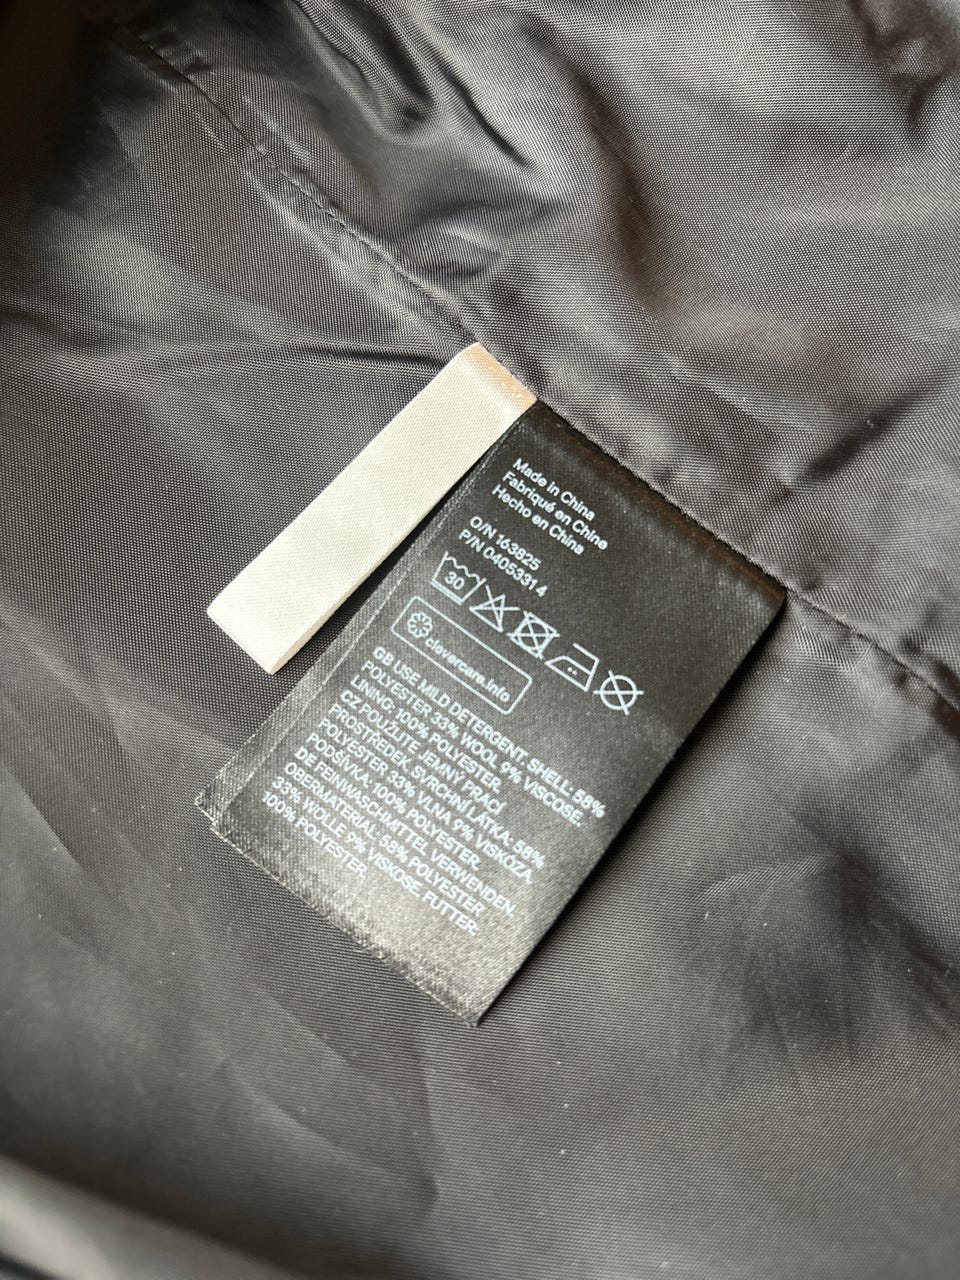 Made in China
Fabriqué en Chine
Hecho en China
O/N 163825
P/N 04053314
30
clevercare.info
GB USE MILD DETERGENT. SHELL: 58%
POLYESTER 33% WOOL 9% VISCOSE.
LINING: 100% POLYESTER.
CZ POUŽIJTE JEMNÝ PRACÍ
PROSTŘEDEK. SVRCHNÍ LÁTKA: 58%
POLYESTER 33% VLNA 9% VISKÓZA.
PODŠÍVKA: 100% POLYESTER.
DE FEINWASCHMITTEL VERWENDEN.
OBERMATERIAL: 58% POLYESTER
33% WOLLE 9% VISKOSE. FUTTER:
100% POLYESTER.